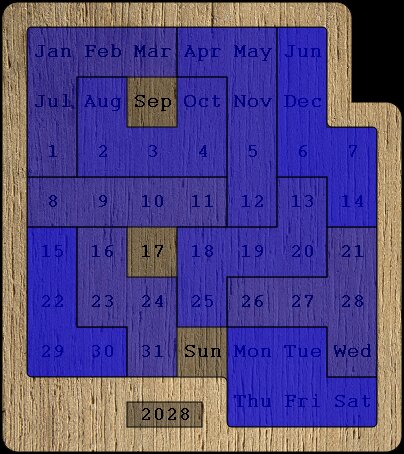 Jan Feb Mar Apr May Jun
Jul Aug Sep Oct Nov Dec
1 2 3 4 5 6 7
8 9 10 11 12 13 14
15 16 17 18 19 20 21
22 23 24 25 26 27 28
29 30 31 Sun Mon Tue Wed
Thu Fri Sat
2028